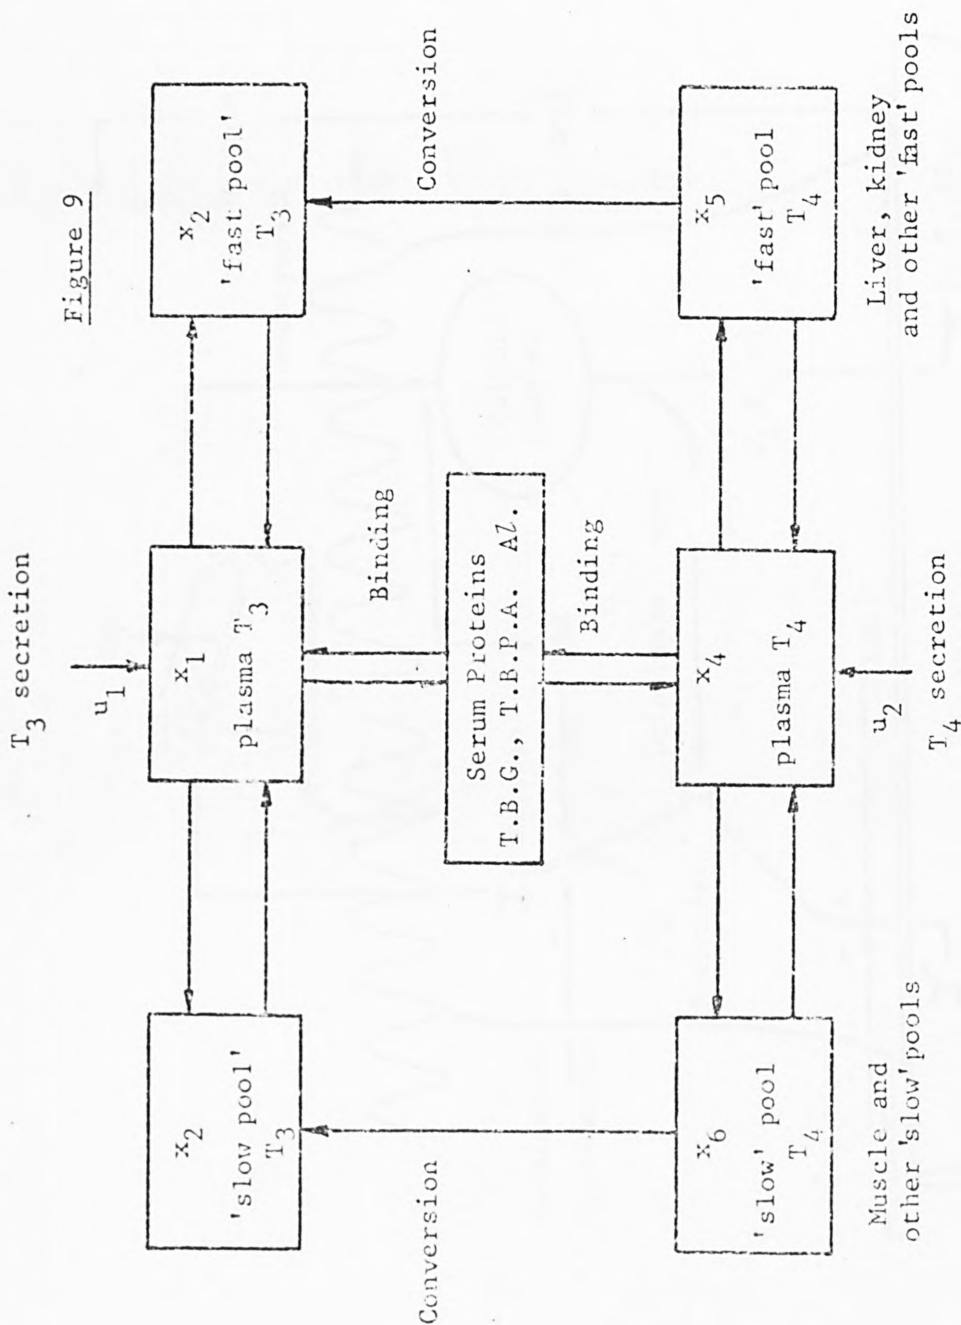 Figure 9
T3 secretion
u1
x2
'slow pool'
T3
x1
plasma T3
x2
'fast pool'
T3
Binding
Conversion
Serum Proteins
T.B.G., T.B.P.A. Al.
Conversion
Binding
x6
'slow' pool
T4
x4
plasma T4
x5
'fast' pool
T4
u2
T4 secretion
Muscle and
other 'slow' pools
Liver, kidney
and other 'fast' pools